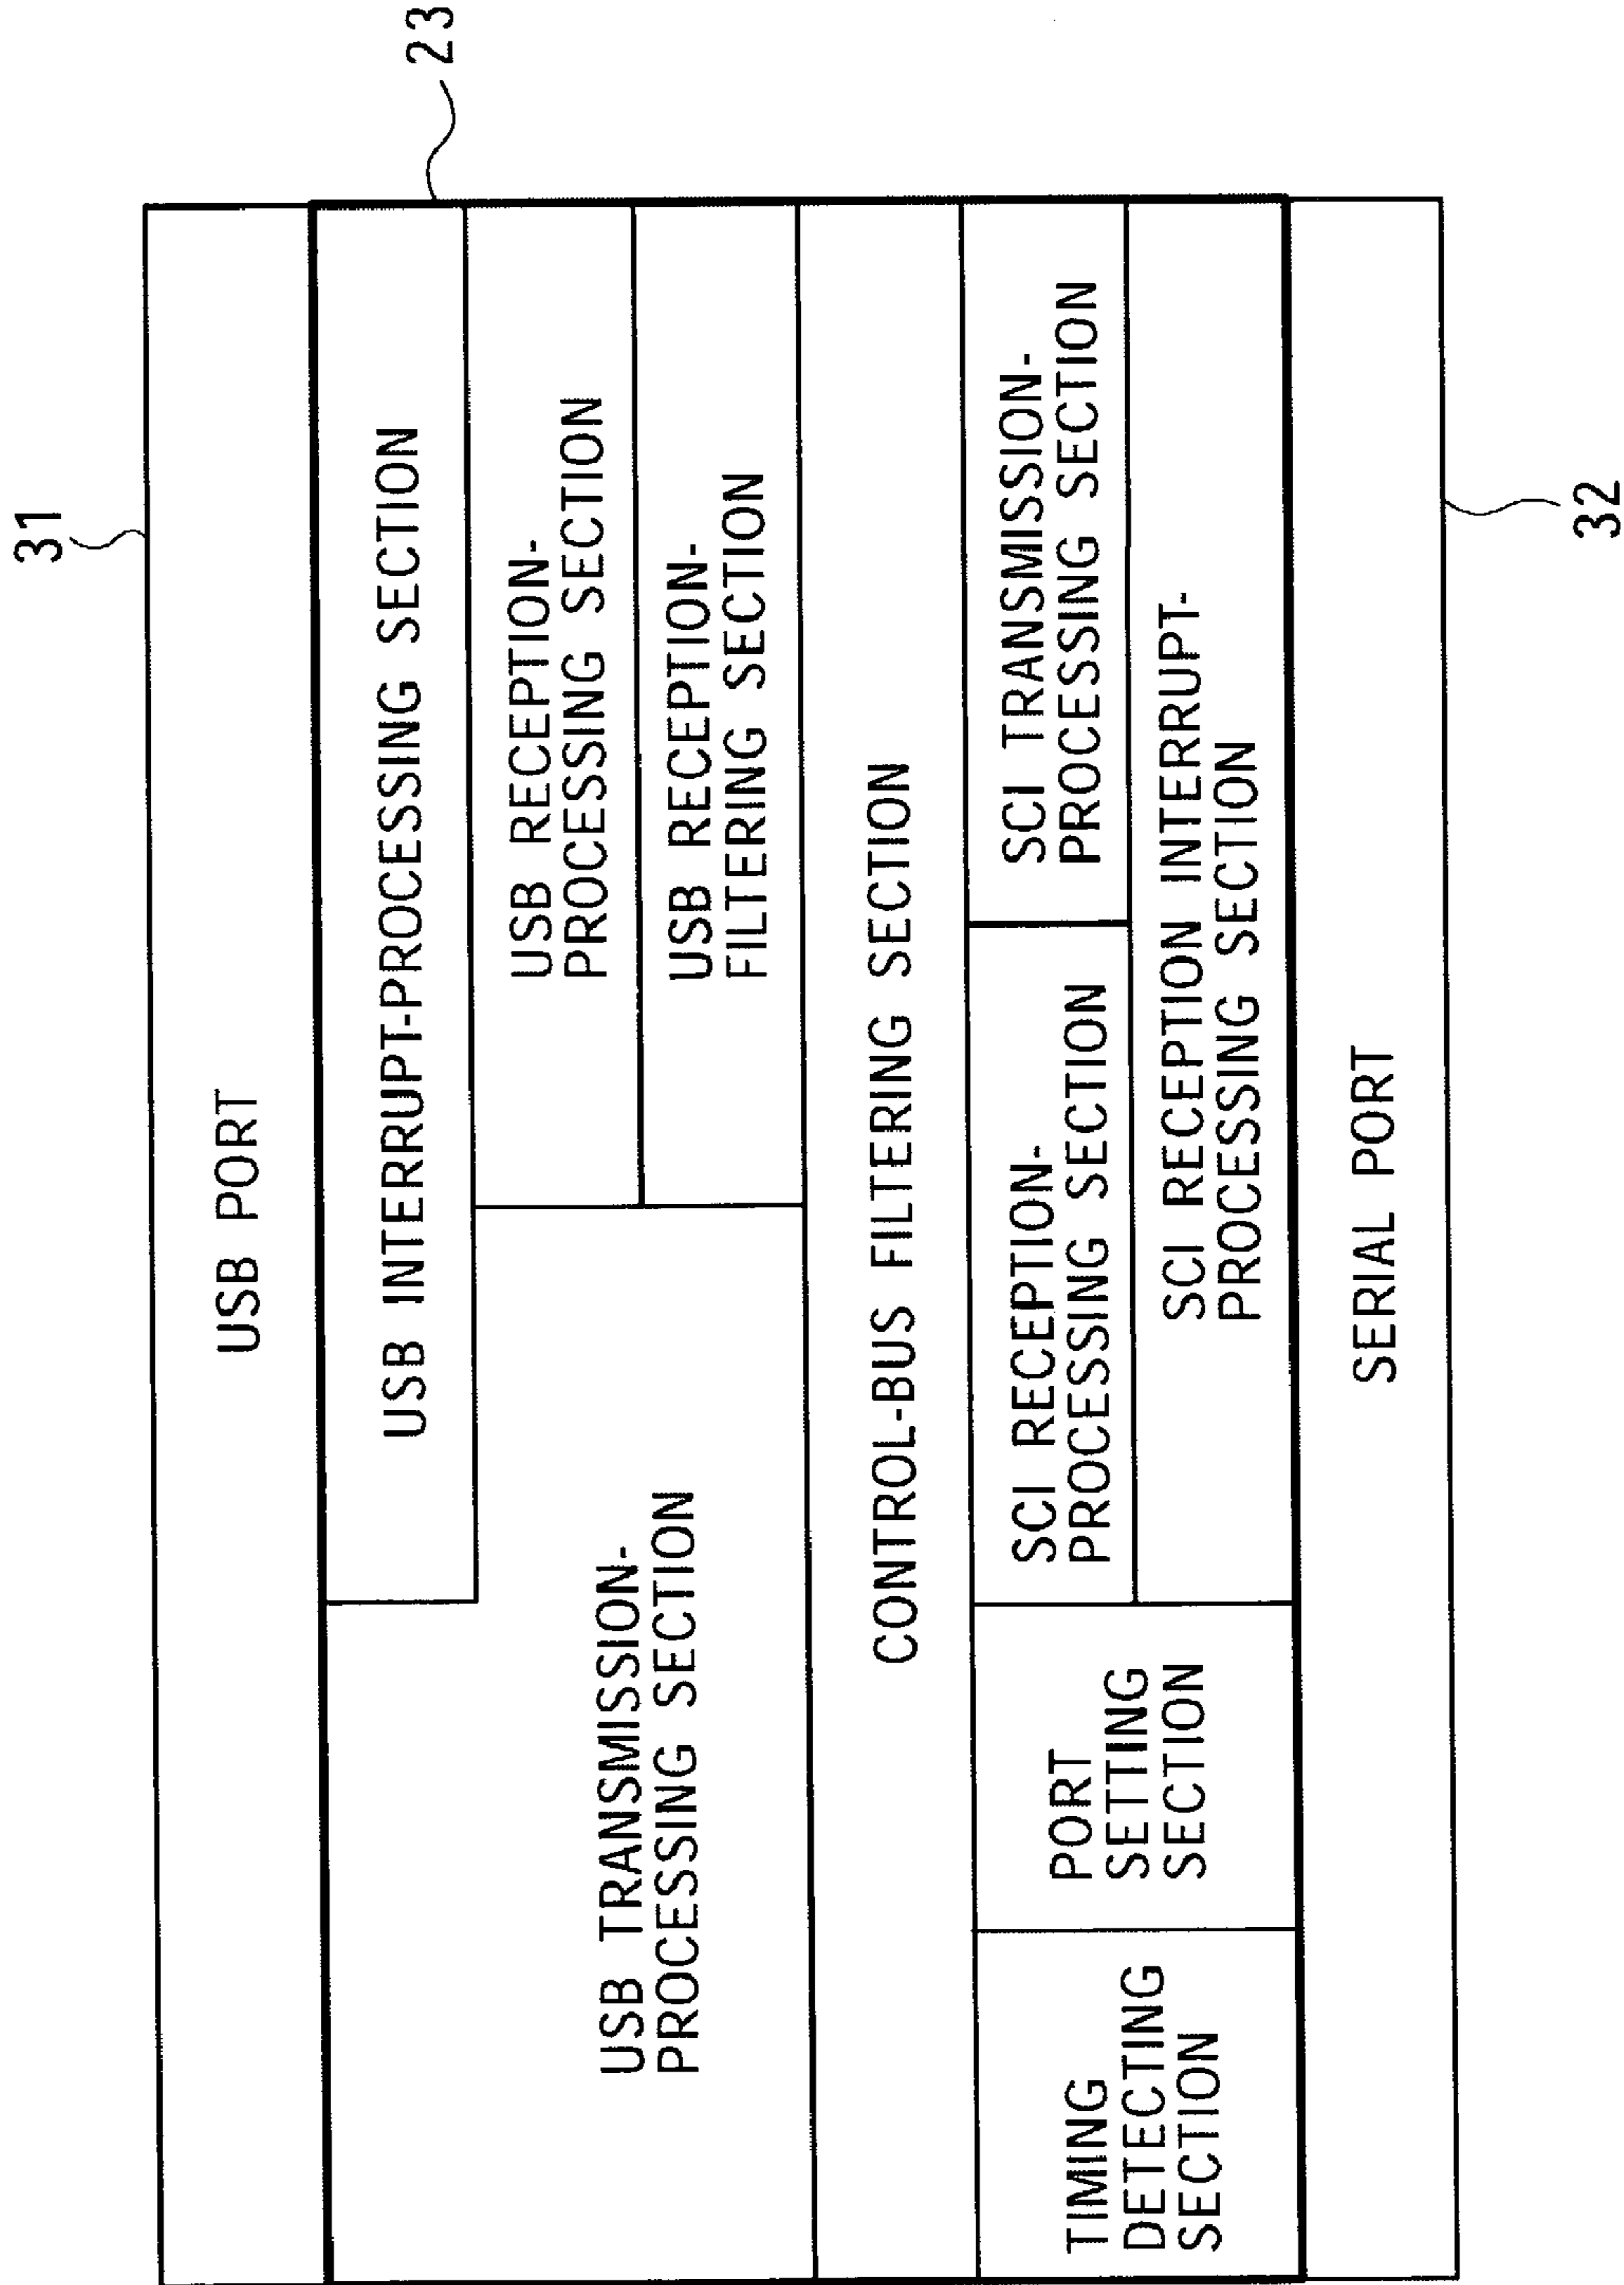 31
USB PORT
23
USB INTERRUPT-PROCESSING SECTION
USB TRANSMISSION-
PROCESSING SECTION
USB RECEPTION-
PROCESSING SECTION
USB RECEPTION-
FILTERING SECTION
CONTROL-BUS FILTERING SECTION
TIMING
DETECTING
SECTION
PORT
SETTING
SECTION
SCI RECEPTION-
PROCESSING SECTION
SCI TRANSMISSION-
PROCESSING SECTION
SCI RECEPTION INTERRUPT-
PROCESSING SECTION
SERIAL PORT
32